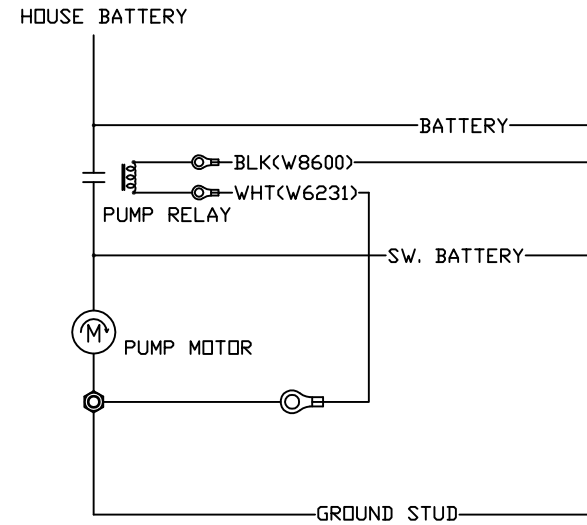 HOUSE BATTERY
BATTERY
BLK(W8600)
WHT(W6231)
PUMP RELAY
SW. BATTERY
M
PUMP MOTOR
GROUND STUD